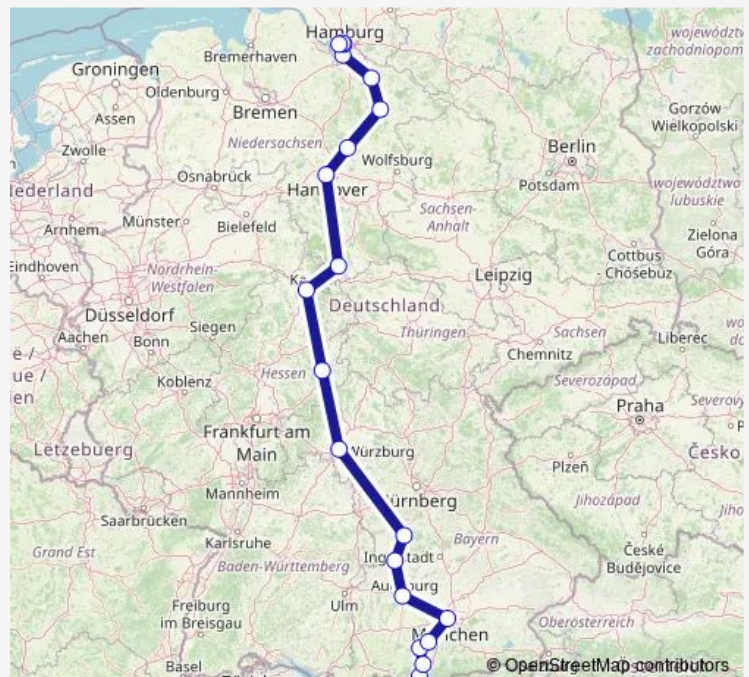 Hamburg
województwo
zachodniopom
Bremerhaven
Groningen
Oldenburg
Bremen
Gorzów
Wielkopolski
Assen
Zwolle
Niedersachsen
Wolfsburg
Berlin
Potsdam
Osnabrück
Hannover
iederland
województwo
lubuskie
Münster
Bielefeld
Sachsen-
Anhalt
Arnhem
Zielona
Góra
Eindhoven
Nordrhein-
Westfalen
Cottbus
- Chóśebuz
Leipzig
Düsseldorf
Deutschland
Siegen
Thüringen
Sachsen
Liberec
Aachen
Bonn
Chemnitz
Koblenz
Hessen
Severozápad
Praha
Frankfurt am
Main
Würzburg
Lëtzebuerg
Plzeň
Česko
Mannheim
Nürnberg
Jihozápad
Saarbrücken
Karlsruhe
Bayern
Grand Est
Baden-Württemberg
Ingolstadt
České
Budějovice
Augsburg
Freiburg
im Breisgau
Ulm
Oberösterreich
München
Basel
© OpenStreetMap contributors